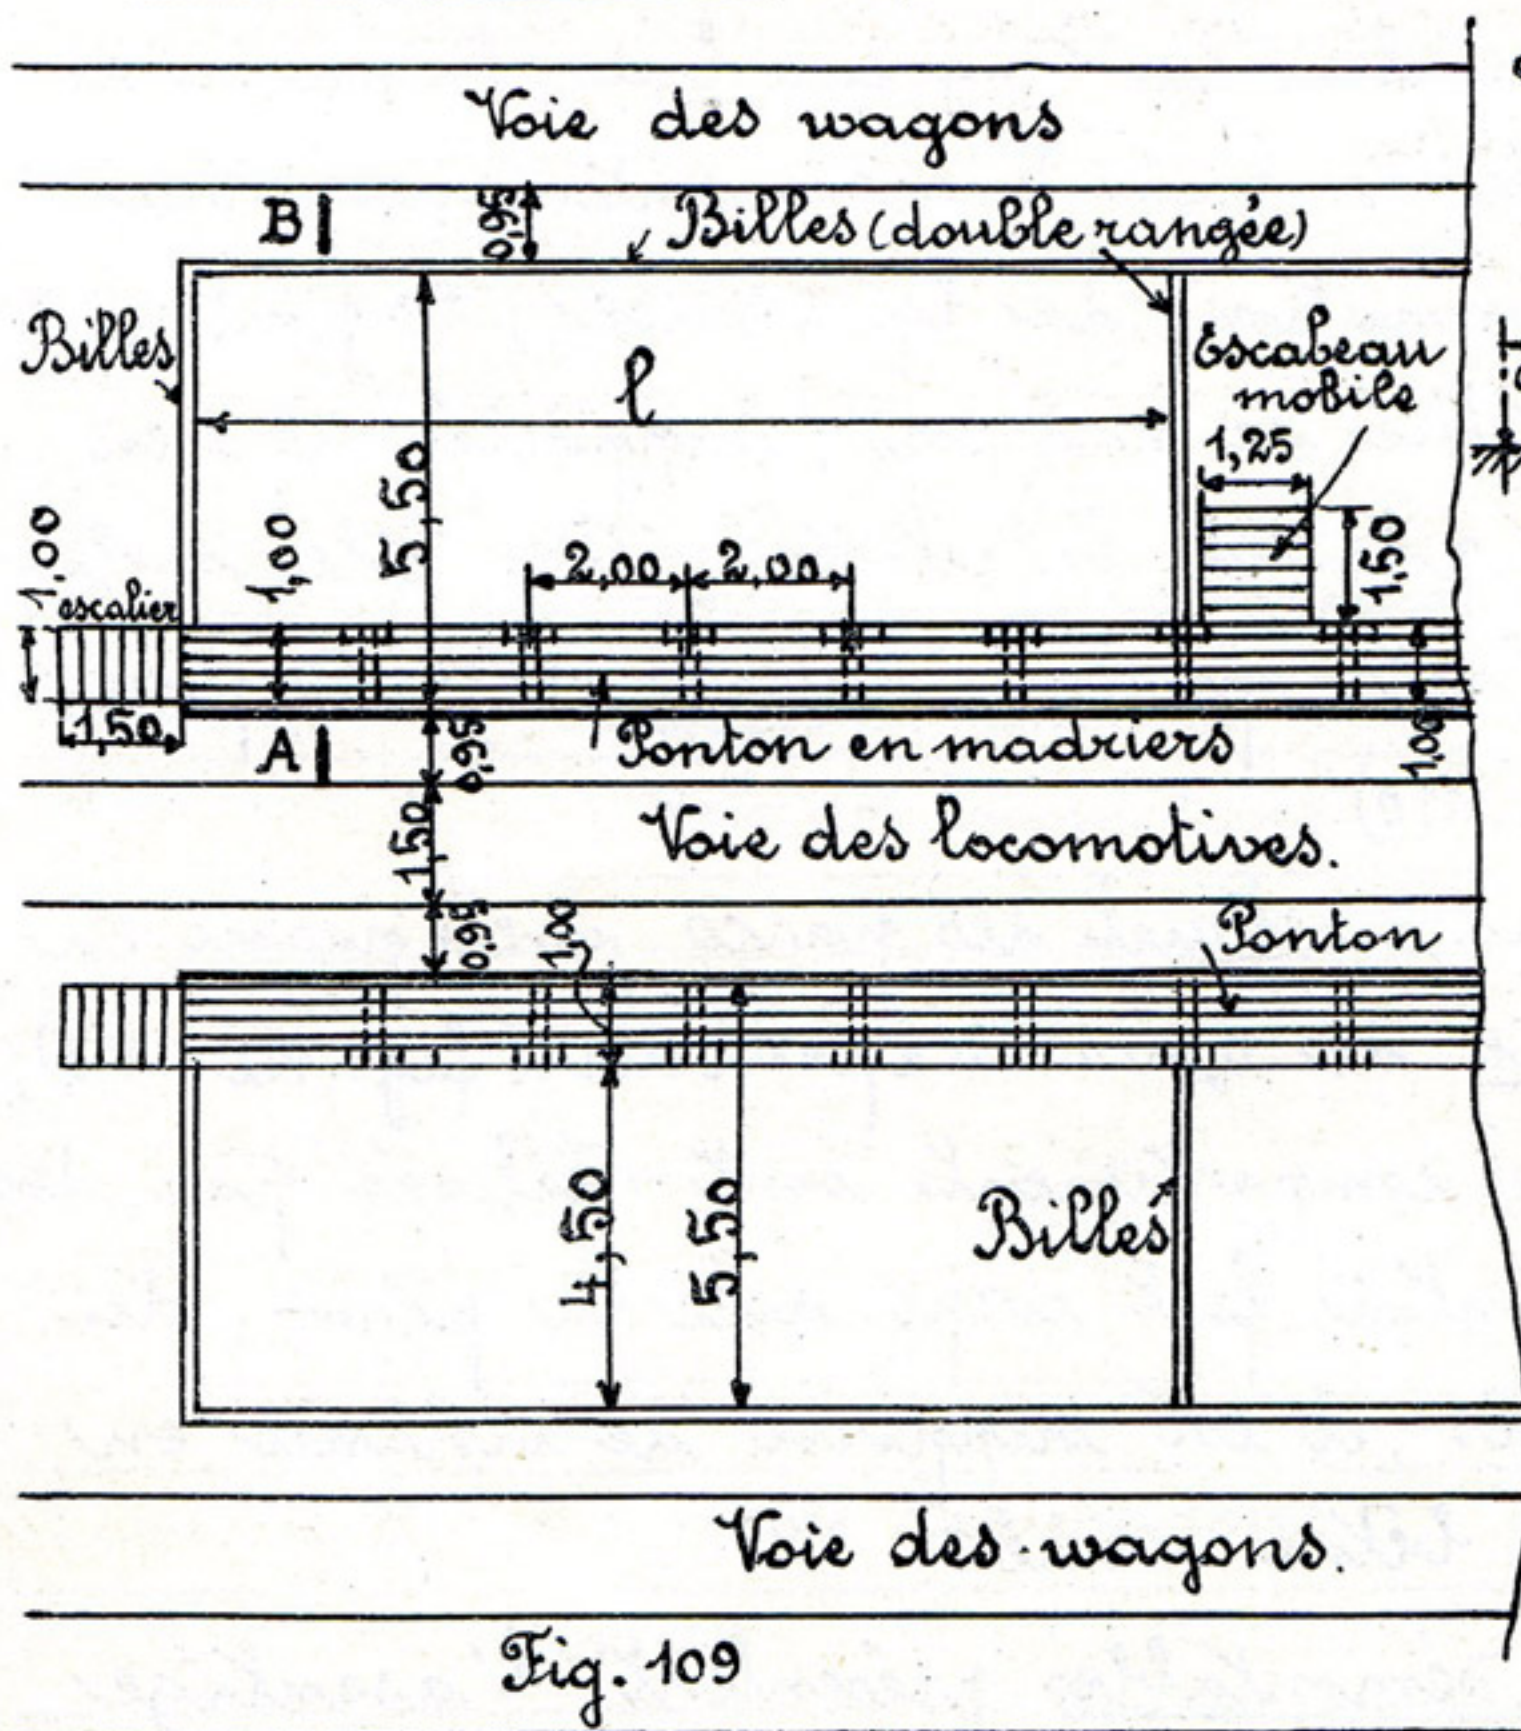 Voie des wagons
B
0,95
Billes (double rangée)
Billes
l
Escabeau
mobile
1,25
5,50
1,00
1,00
escalier
2,00
2,00
1,50
1,50
A
0,95
Ponton en madriers
1,00
1,50
Voie des locomotives.
0,95
1,00
Ponton
4,50
5,50
Billes
Voie des wagons.
Fig. 109